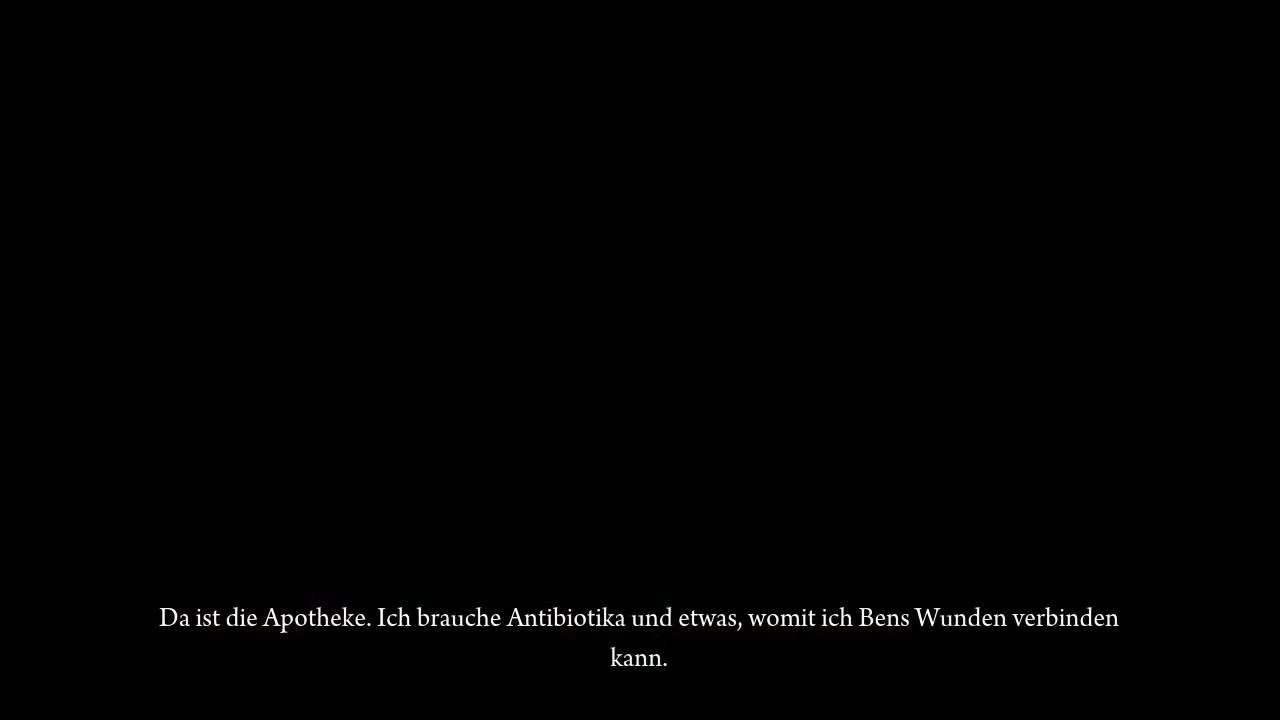 Da ist die Apotheke. Ich brauche Antibiotika und etwas, womit ich Bens Wunden verbinden
kann.